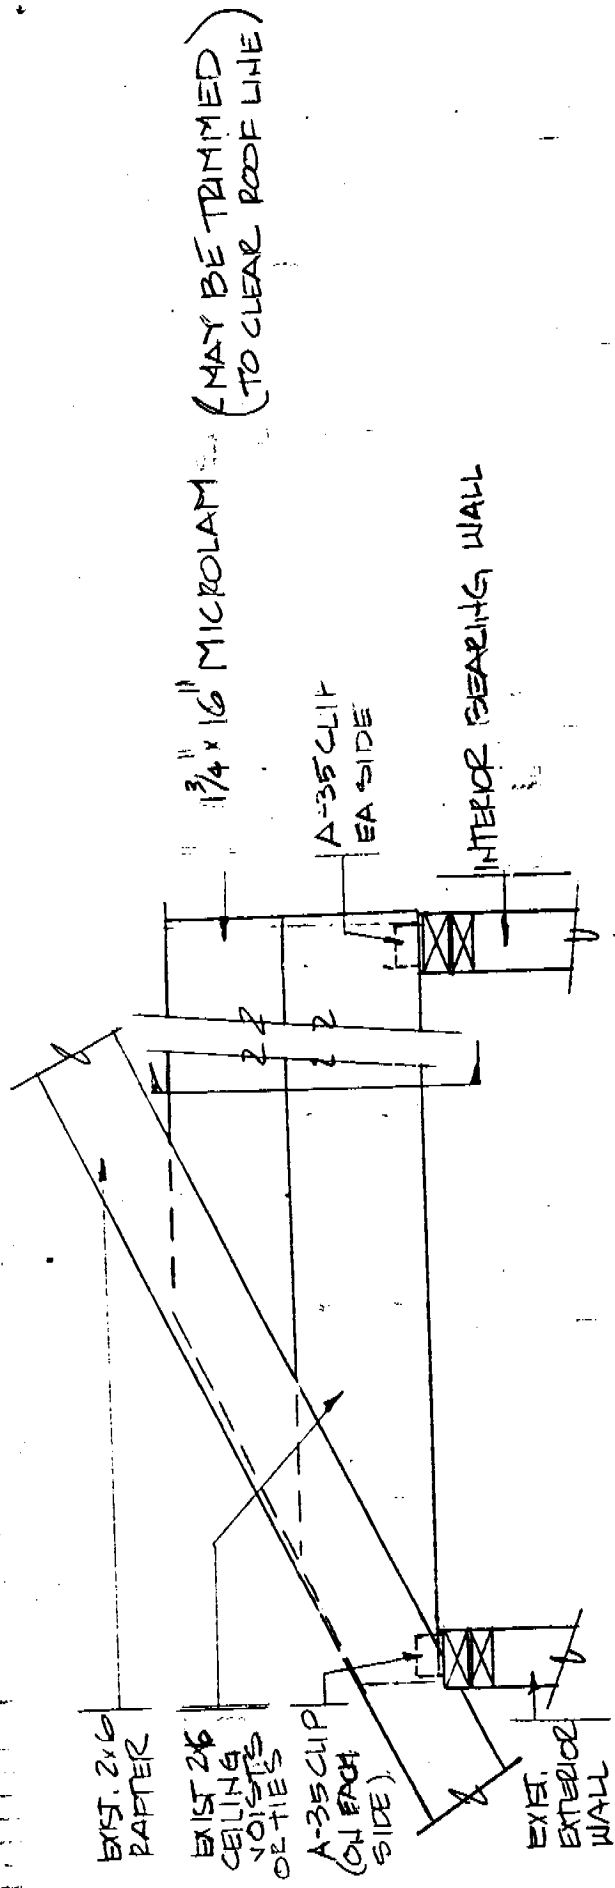 EXIST. 2x6
RAFTER
EXIST 2x6
CEILING
JOISTS
OR TIES
A-35 CLIP
(ON EACH
SIDE)
EXIST.
EXTERIOR
WALL
1 3/4" x 16" MICROLAM
(MAY BE TRIMMED
TO CLEAR ROOF LINE)
A-35 CLIP
EA SIDE
INTERIOR BEARING WALL